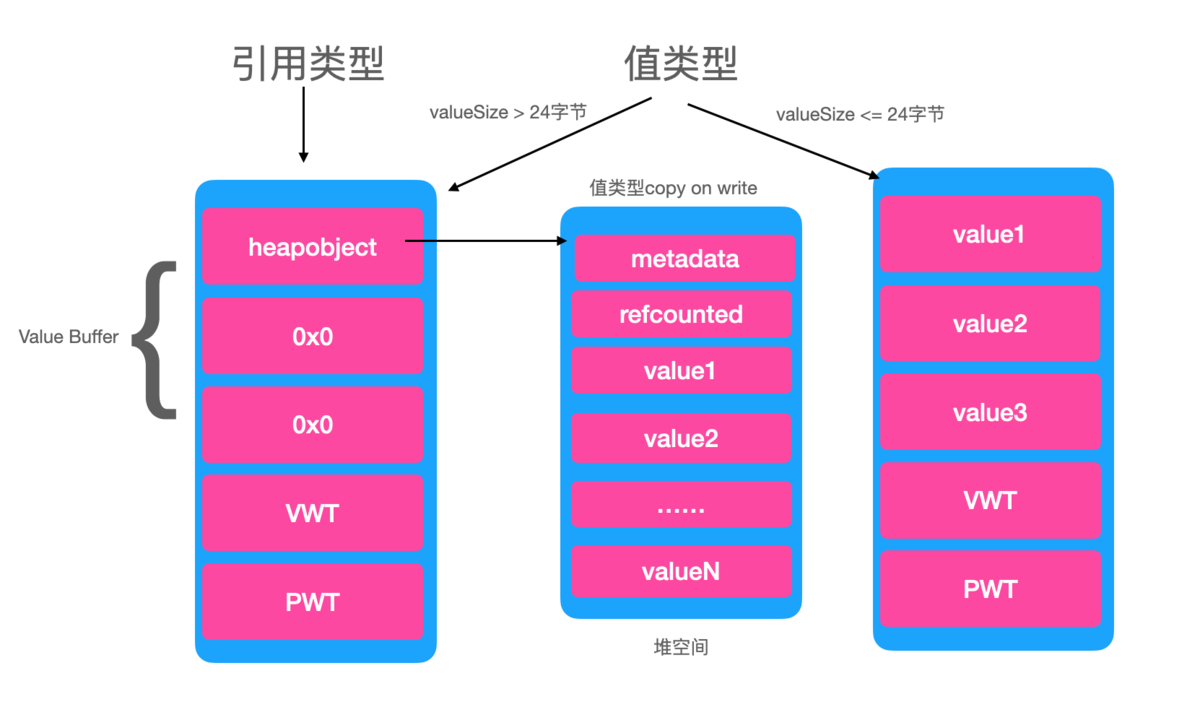 引用类型
值类型
valueSize > 24字节
valueSize <= 24字节
值类型copy on write
Value Buffer
{
heapobject
0x0
0x0
VWT
PWT
metadata
refcounted
value1
value2
......
valueN
堆空间
value1
value2
value3
VWT
PWT